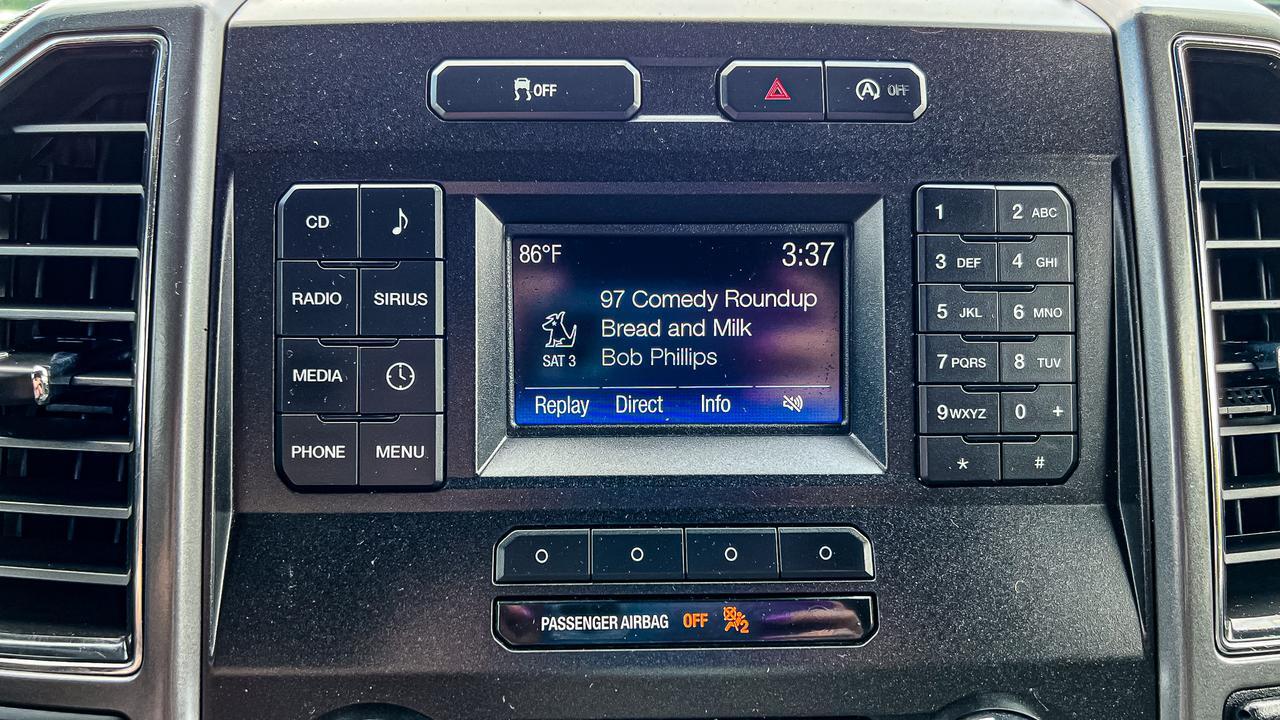 OFF
A OFF
CD
RADIO SIRIUS
MEDIA
PHONE MENU
86°F 3:37
97 Comedy Roundup
Bread and Milk
SAT 3 Bob Phillips
Replay Direct Info
1 2 ABC
3 DEF 4 GHI
5 JKL 6 MNO
7 PQRS 8 TUV
9 WXYZ 0 +
* #
PASSENGER AIRBAG OFF 2